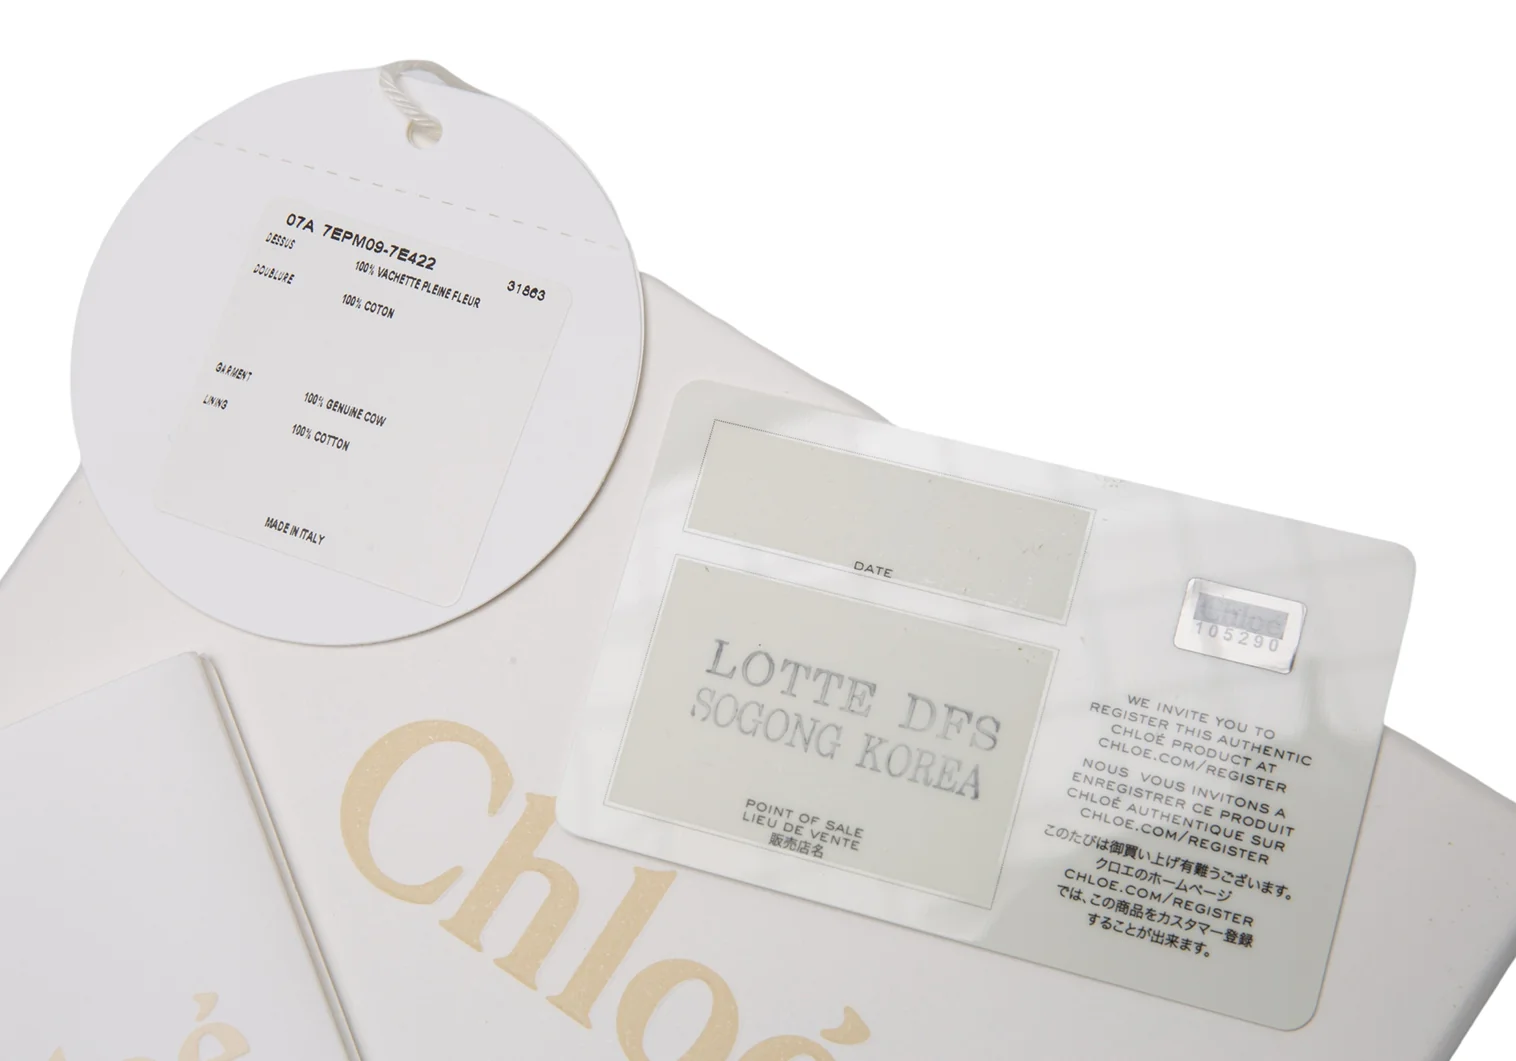 07A 7EPM09-7E422
31863
DESSUS
100% VACHETTE PLEINE FLEUR
DOUBLURE
100% COTON
GARMENT
100% GENUINE COW
LINING
100% COTTON
MADE IN ITALY
DATE
LOTTE DFS
SOGONG KOREA
POINT OF SALE
LIEU DE VENTE
販売店名
Chloé
105290
WE INVITE YOU TO
REGISTER THIS AUTHENTIC
CHLOÉ PRODUCT AT
CHLOE.COM/REGISTER
NOUS VOUS INVITONS A
ENREGISTRER CE PRODUIT
CHLOÉ AUTHENTIQUE SUR
CHLOE.COM/REGISTER
このたびは御買い上げ有難うございます。
クロエのホームページ
CHLOE.COM/REGISTER
では、この商品をカスタマー登録
することが出来ます。
Chloé